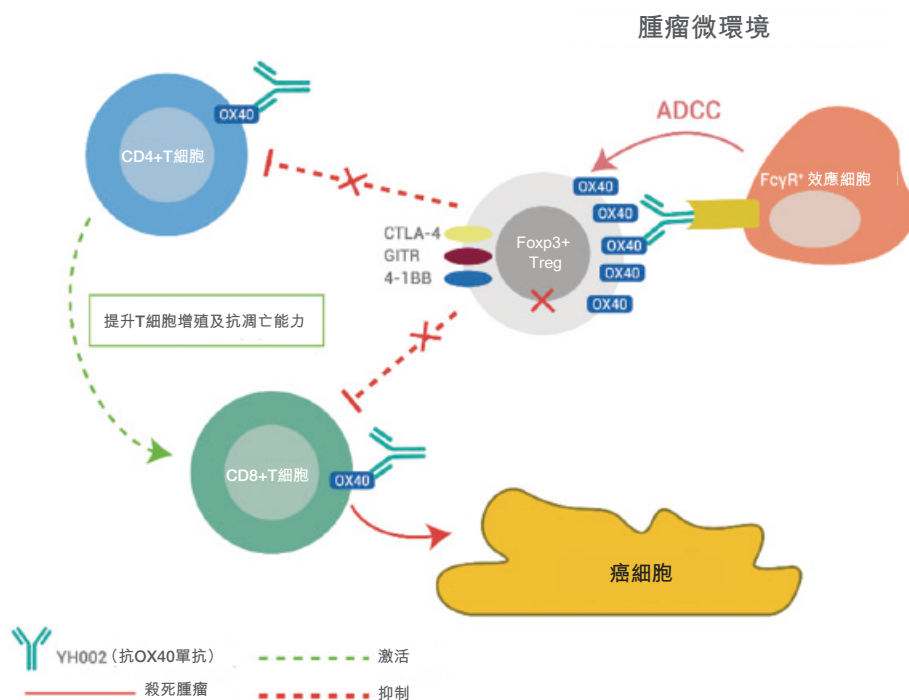 腫瘤微環境
OX40
CD4+T細胞
ADCC
FcγR⁺ 效應細胞
OX40
OX40
OX40
OX40
OX40
CTLA-4
GITR
4-1BB
Foxp3+
Treg
提升T細胞增殖及抗凋亡能力
CD8+T細胞
OX40
癌細胞
YH002（抗OX40單抗）
激活
殺死腫瘤
抑制